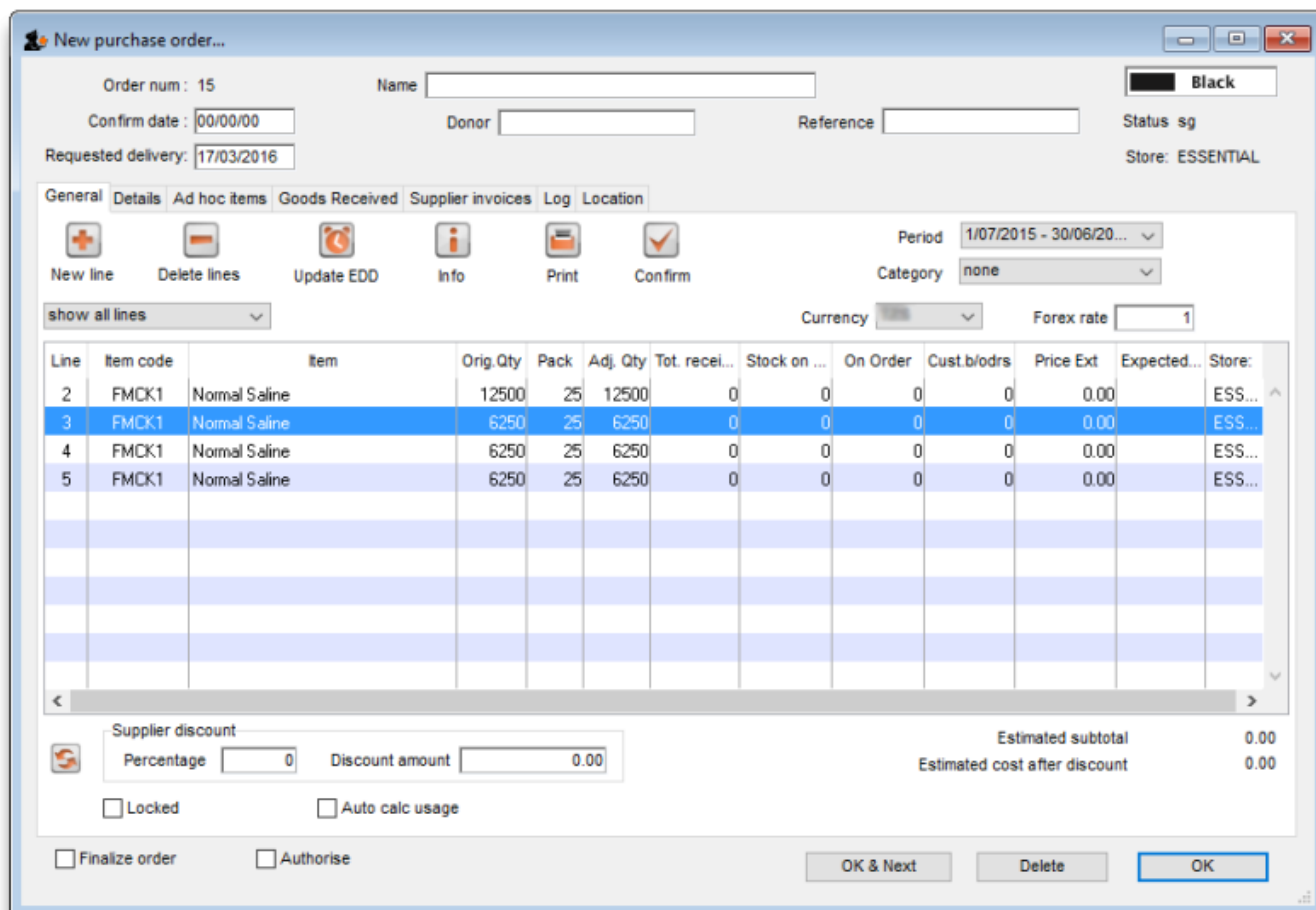 New purchase order...
Order num : 15 Name Black
Confirm date : 00/00/00 Donor Reference Status sg
Requested delivery: 17/03/2016 Store: ESSENTIAL
General Details Ad hoc items Goods Received Supplier invoices Log Location
New line Delete lines Update EDD Info Print Confirm
Period 1/07/2015 - 30/06/20...
Category none
show all lines Currency Forex rate 1
Line Item code Item Orig.Qty Pack Adj. Qty Tot. recei... Stock on ... On Order Cust.b/odrs Price Ext Expected... Store:
2 FMCK1 Normal Saline 12500 25 12500 0 0 0 0 0.00 ESS...
3 FMCK1 Normal Saline 6250 25 6250 0 0 0 0 0.00 ESS...
4 FMCK1 Normal Saline 6250 25 6250 0 0 0 0 0.00 ESS...
5 FMCK1 Normal Saline 6250 25 6250 0 0 0 0 0.00 ESS...
Supplier discount
Percentage 0 Discount amount 0.00
Estimated subtotal 0.00
Estimated cost after discount 0.00
Locked Auto calc usage
Finalize order Authorise OK & Next Delete OK